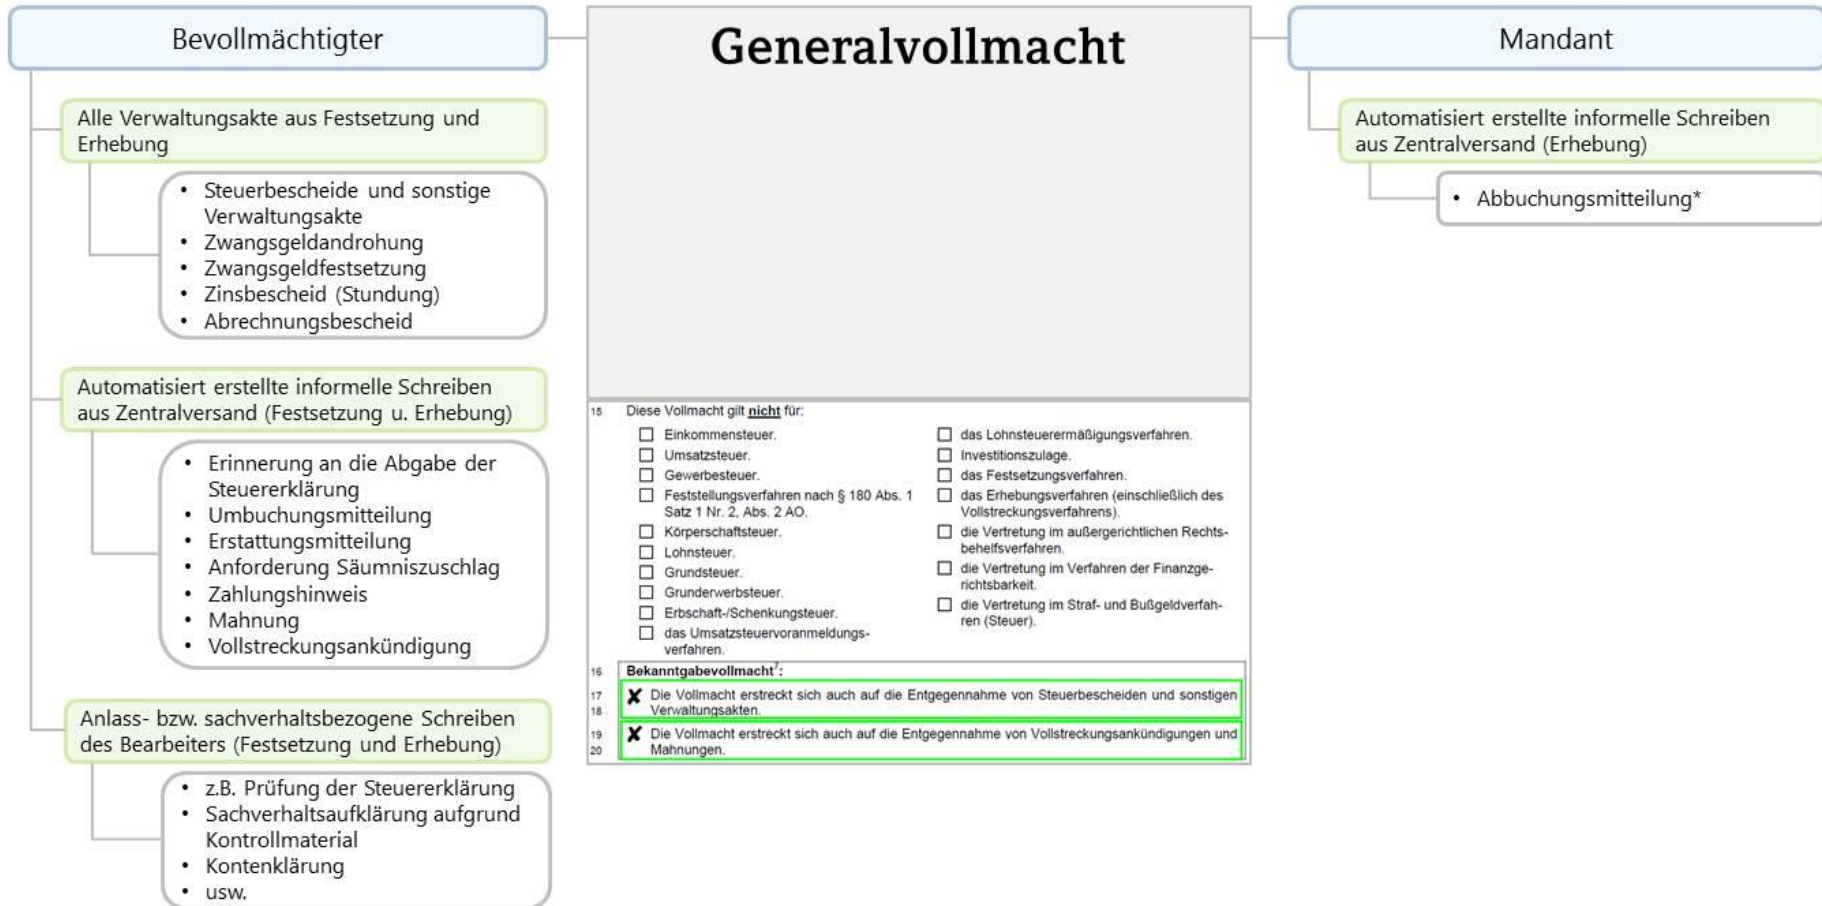 Bevollmächtigter
Alle Verwaltungsakte aus Festsetzung und
Erhebung
• Steuerbescheide und sonstige
Verwaltungsakte
• Zwangsgeldandrohung
• Zwangsgeldfestsetzung
• Zinsbescheid (Stundung)
• Abrechnungsbescheid
Automatisiert erstellte informelle Schreiben
aus Zentralversand (Festsetzung u. Erhebung)
• Erinnerung an die Abgabe der
Steuererklärung
• Umbuchungsmitteilung
• Erstattungsmitteilung
• Anforderung Säumniszuschlag
• Zahlungshinweis
• Mahnung
• Vollstreckungsankündigung
Anlass- bzw. sachverhaltsbezogene Schreiben
des Bearbeiters (Festsetzung und Erhebung)
• z.B. Prüfung der Steuererklärung
• Sachverhaltsaufklärung aufgrund
Kontrollmaterial
• Kontenklärung
• usw.
Generalvollmacht
15 Diese Vollmacht gilt nicht für:
Einkommensteuer.
Umsatzsteuer.
Gewerbesteuer.
Feststellungsverfahren nach § 180 Abs. 1
Satz 1 Nr. 2, Abs. 2 AO.
Körperschaftsteuer.
Lohnsteuer.
Grundsteuer.
Grunderwerbsteuer.
Erbschaft-/Schenkungsteuer.
das Umsatzsteuervoranmeldungs-
verfahren.
das Lohnsteuerermäßigungsverfahren.
Investitionszulage.
das Festsetzungsverfahren.
das Erhebungsverfahren (einschließlich des
Vollstreckungsverfahrens).
die Vertretung im außergerichtlichen Rechts-
behelfsverfahren.
die Vertretung im Verfahren der Finanzge-
richtsbarkeit.
die Vertretung im Straf- und Bußgeldverfah-
ren (Steuer).
16 Bekanntgabevollmacht⁷:
17 ✘ Die Vollmacht erstreckt sich auch auf die Entgegennahme von Steuerbescheiden und sonstigen
18 Verwaltungsakten.
19 ✘ Die Vollmacht erstreckt sich auch auf die Entgegennahme von Vollstreckungsankündigungen und
20 Mahnungen.
Mandant
Automatisiert erstellte informelle Schreiben
aus Zentralversand (Erhebung)
• Abbuchungsmitteilung*